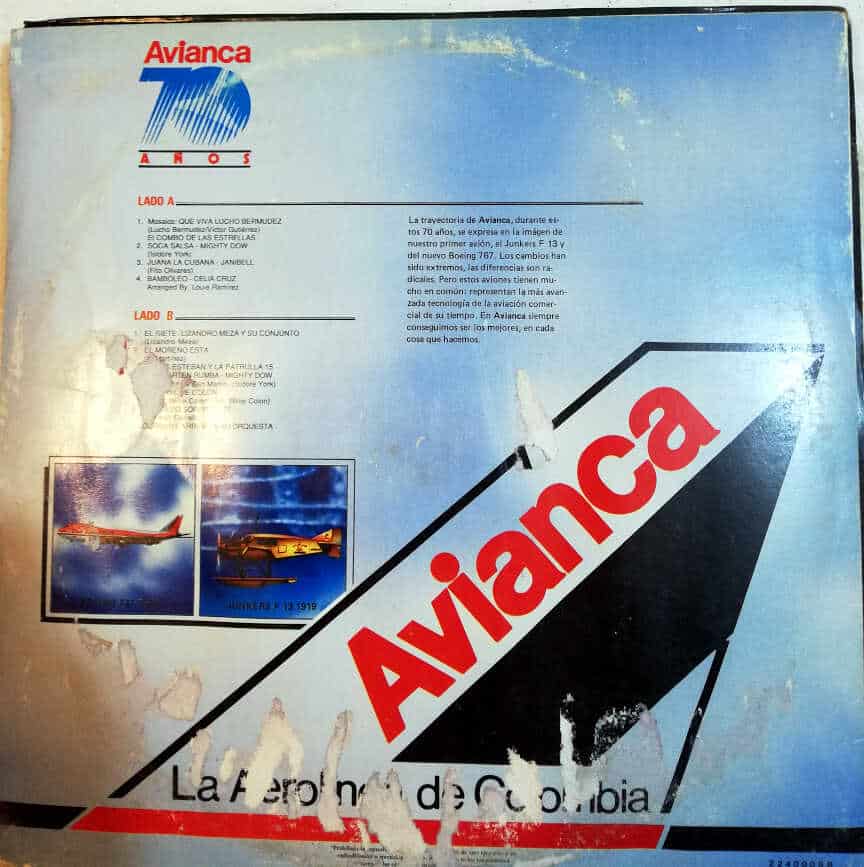 Avianca
70
AÑOS
LADO A
1. Mosaico: QUE VIVA LUCHO BERMUDEZ
(Lucho Bermudez/Victor Gutiérrez)
El COMBO DE LAS ESTRELLAS
2. SOCA SALSA - MIGHTY DOW
(Isidore York)
3. JUANA LA CUBANA - JANIBELL
(Fito Olivares)
4. BAMBOLEO - CELIA CRUZ
Arranged By: Louie Ramirez
La trayectoria de Avianca, durante es-
tos 70 años, se expresa en la imágen de
nuestro primer avión, el Junkers F 13 y
del nuevo Boeing 767. Los cambios han
sido extremos, las diferencias son ra-
dicales. Pero estos aviones tienen mu-
cho en común: representan la más avan-
zada tecnología de la aviación comer-
cial de su tiempo. En Avianca siempre
conseguimos ser los mejores, en cada
cosa que hacemos.
LADO B
1. EL SIETE - LIZANDRO MEZA Y SU CONJUNTO
(Lisandro Meza)
EL MORENO ESTA
ESTEBAN Y LA PATRULLA 15
RUMBA - MIGHTY DOW
(Isidore York)
COLON
ORQUESTA
JUNKERS F 13 1919
Avianca
La Aerolínea de Colombia